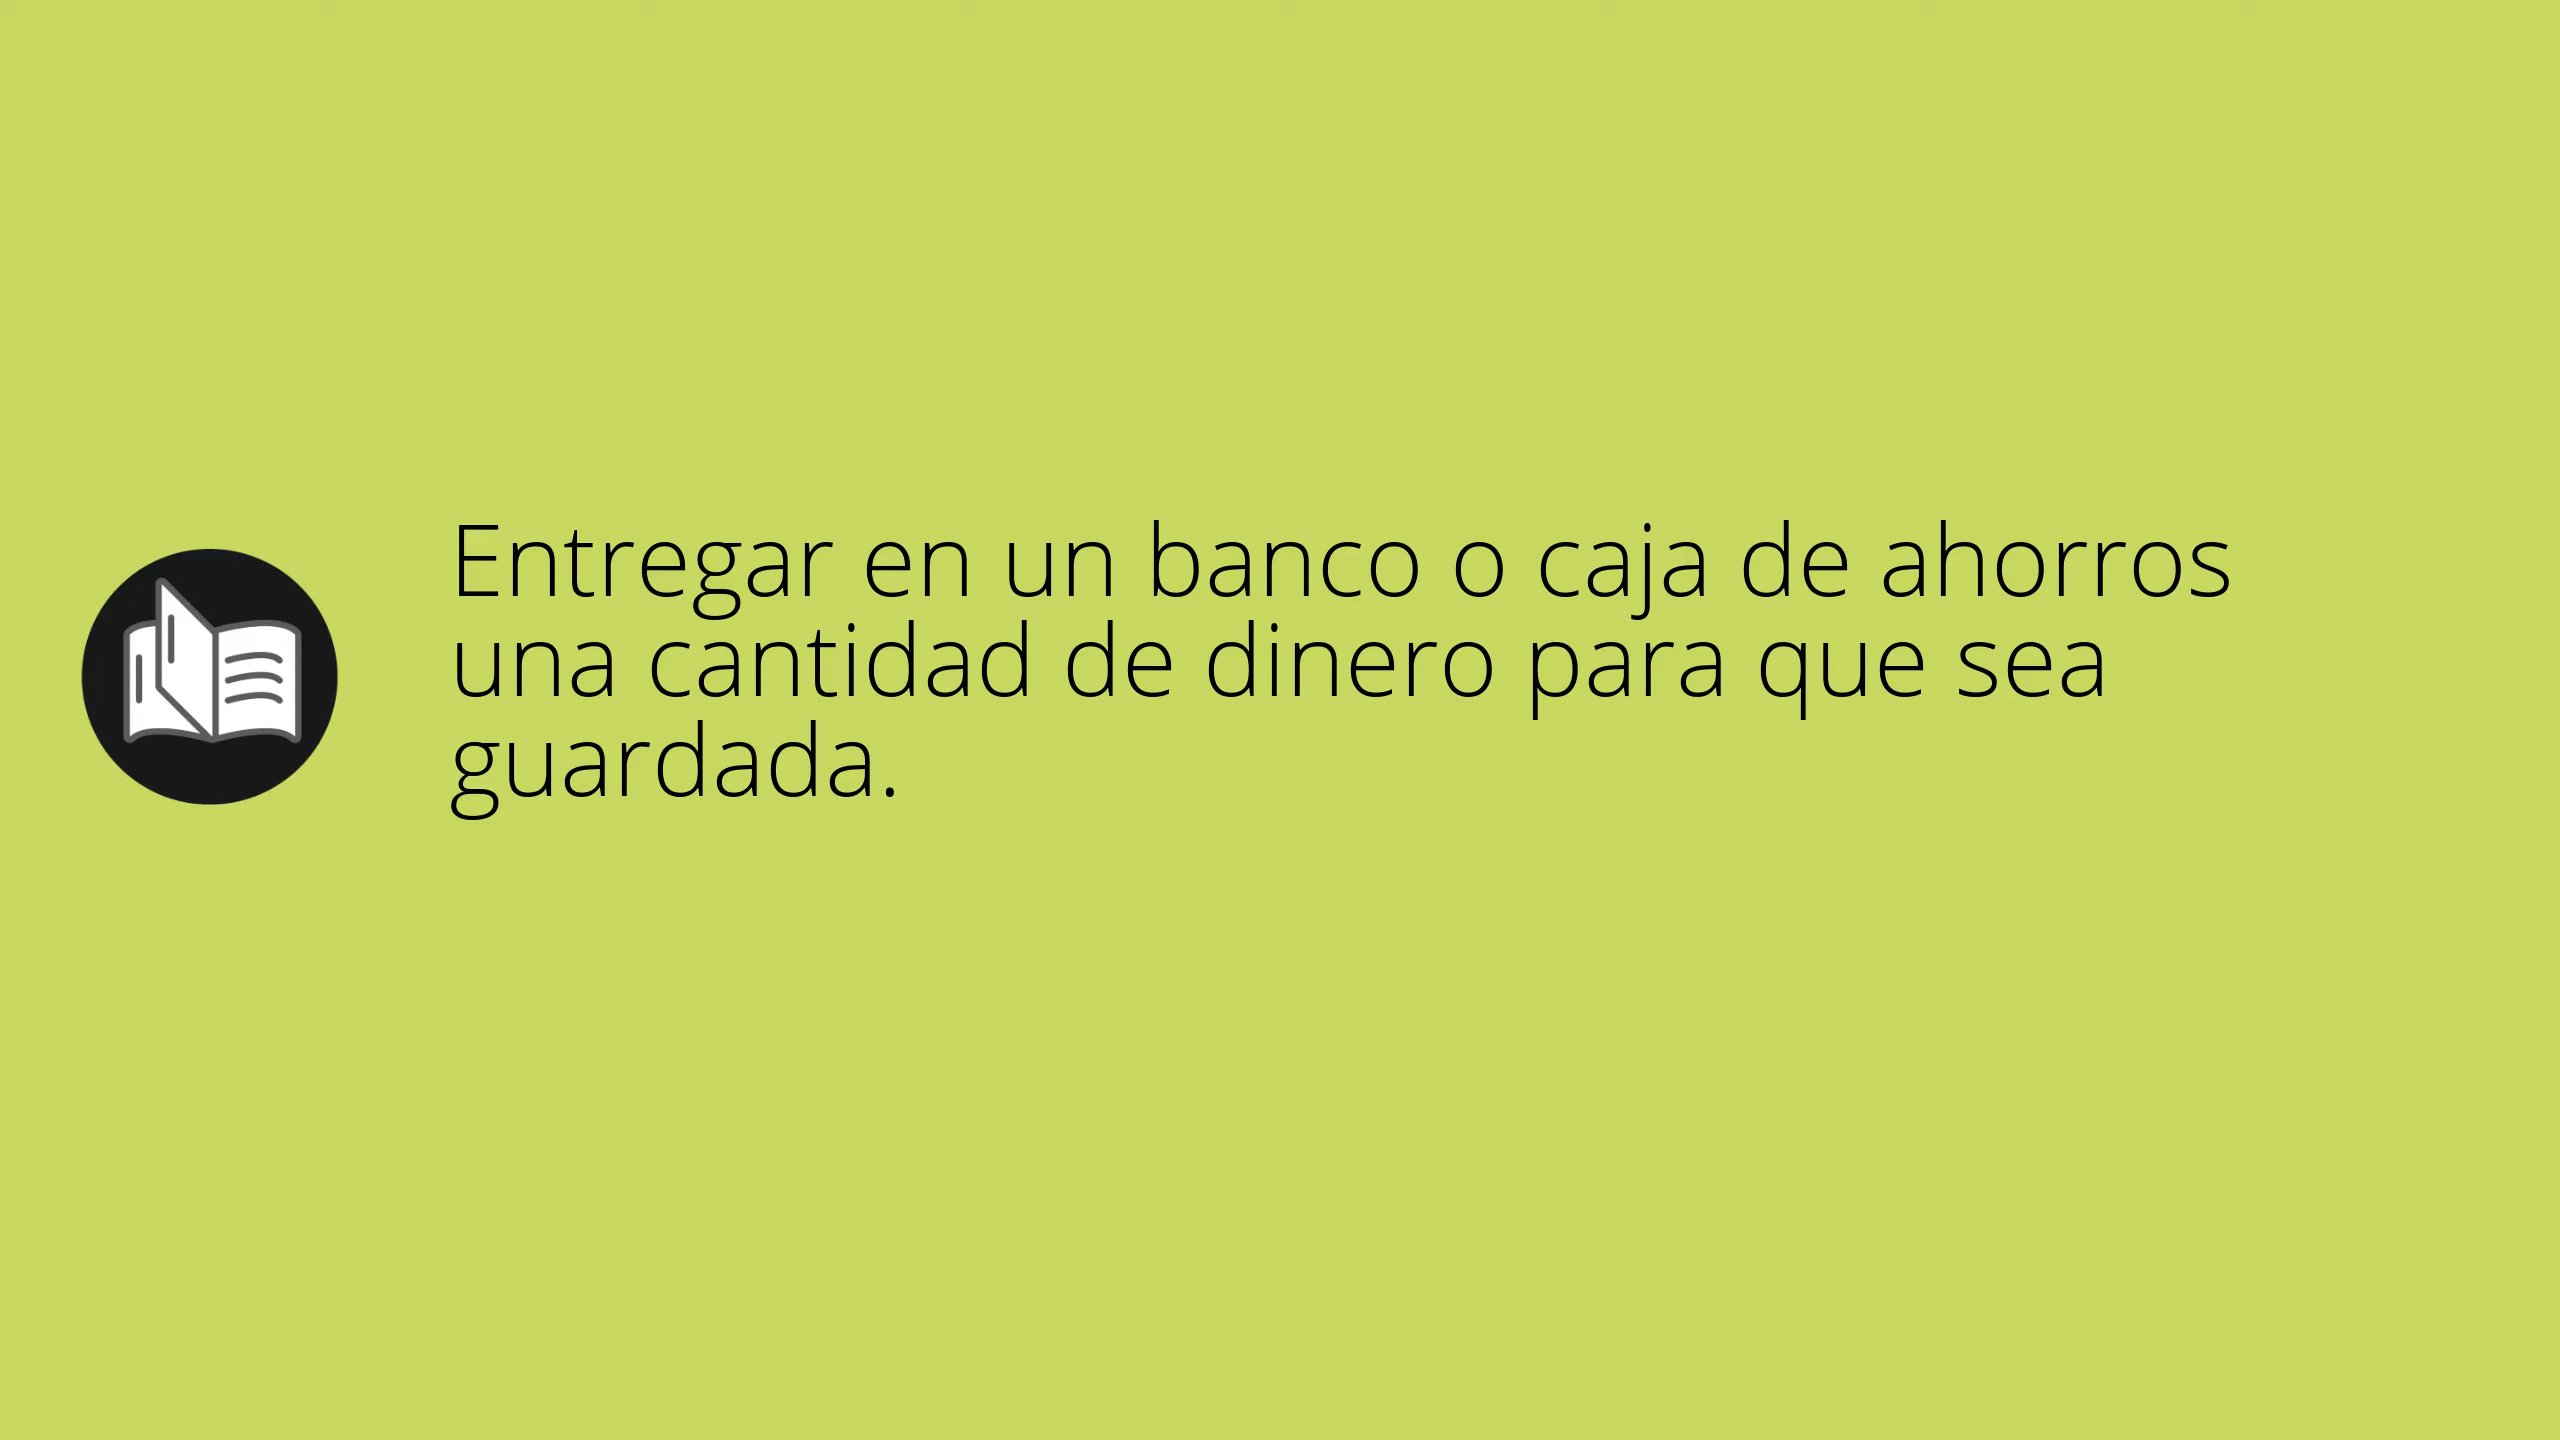 Entregar en un banco o caja de ahorros
una cantidad de dinero para que sea
guardada.